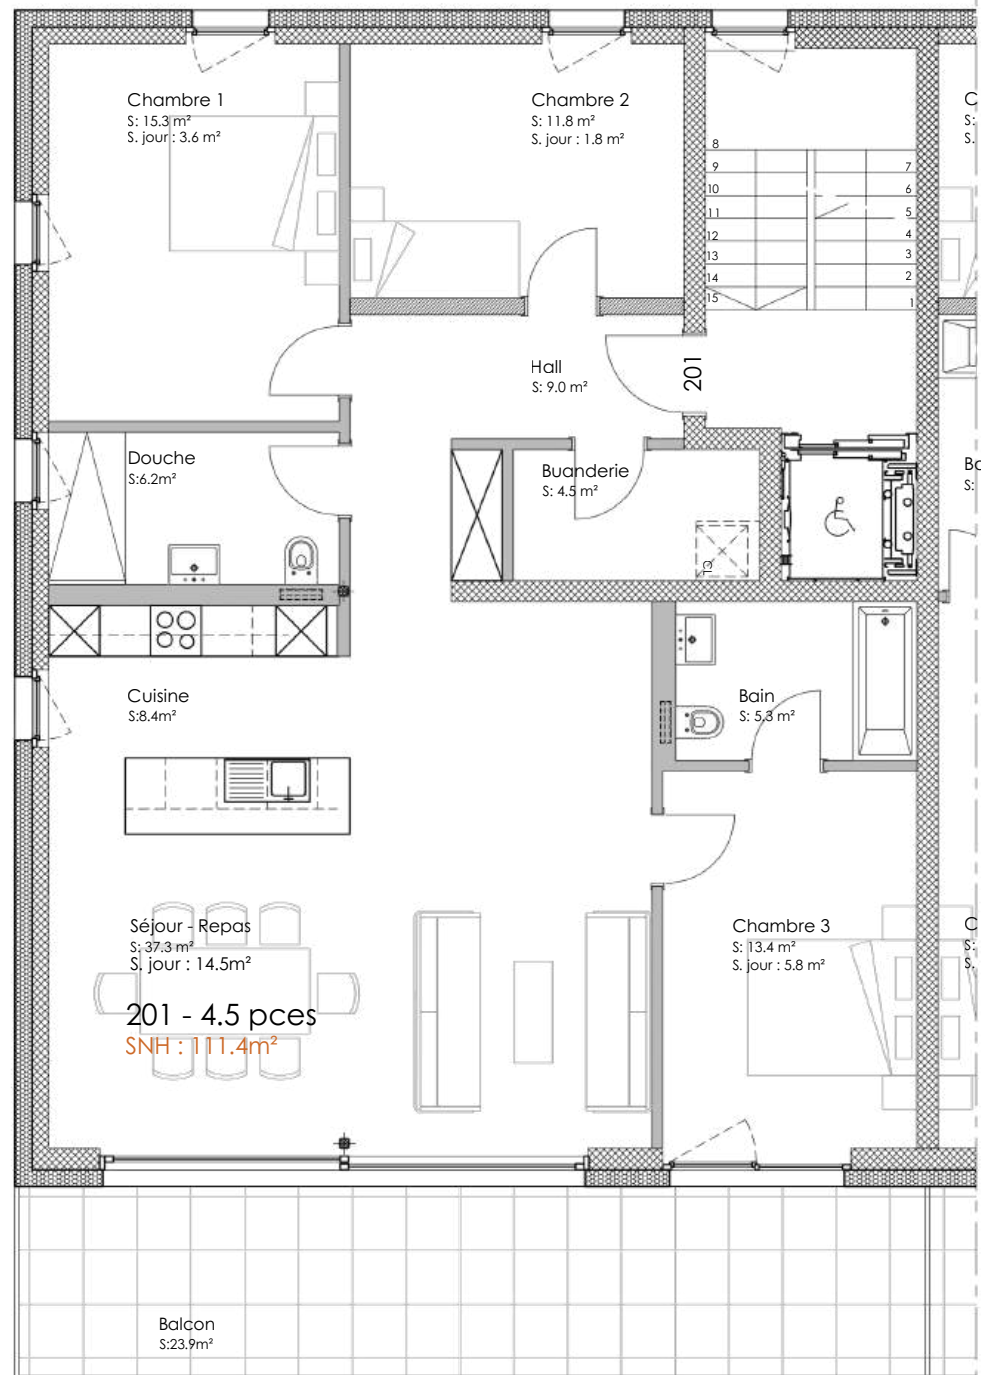 Chambre 1
S: 15.3 m²
S. jour : 3.6 m²
Chambre 2
S: 11.8 m²
S. jour : 1.8 m²
C
S:
S.
8
9
10
11
12
13
14
15
7
6
5
4
3
2
1
Hall
S: 9.0 m²
201
Douche
S:6.2m²
Buanderie
S: 4.5 m²
CL
Ba
S:
Cuisine
S:8.4m²
Bain
S: 5.3 m²
Séjour - Repas
S: 37.3 m²
S. jour : 14.5m²
201 - 4.5 pces
SNH : 111.4m²
Chambre 3
S: 13.4 m²
S. jour : 5.8 m²
C
S:
S.
Balcon
S:23.9m²